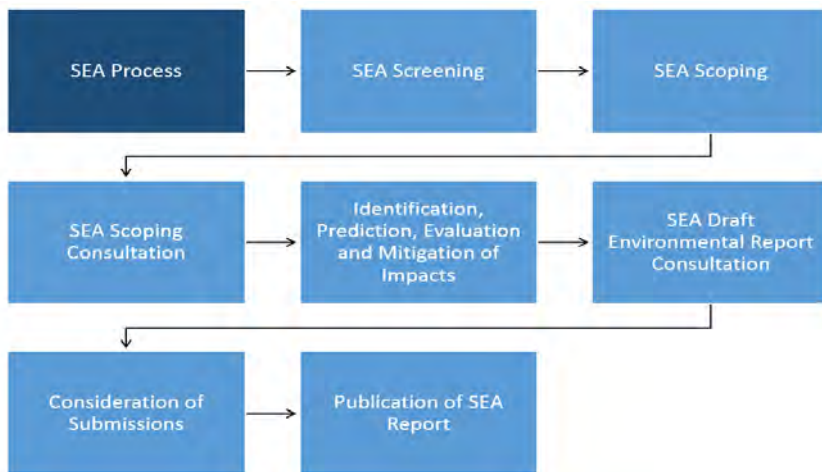 SEA Process
SEA Screening
SEA Scoping
SEA Scoping
Consultation
Identification,
Prediction, Evaluation
and Mitigation of
Impacts
SEA Draft
Environmental Report
Consultation
Consideration of
Submissions
Publication of SEA
Report